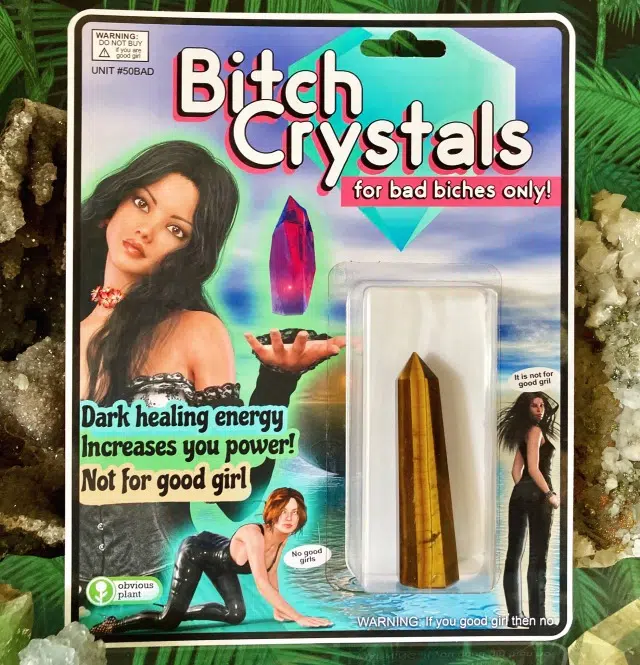 WARNING:
DO NOT BUY
if you are
good girl
UNIT #50BAD
Bitch
Crystals
for bad biches only!
It is not for
good gril
Dark healing energy
Increases you power!
Not for good girl
No good
girls
obvious
plant
WARNING: If you good girl then no